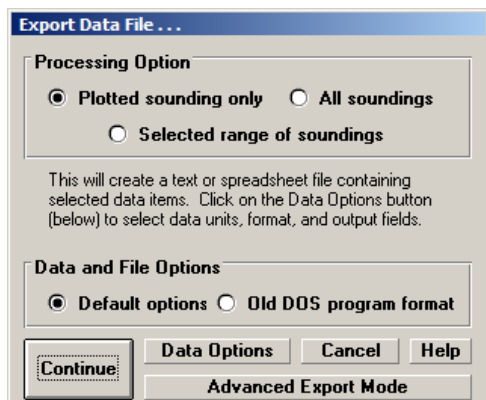 Export Data File . . .
Processing Option
Plotted sounding only All soundings
Selected range of soundings
This will create a text or spreadsheet file containing
selected data items. Click on the Data Options button
(below) to select data units, format, and output fields.
Data and File Options
Default options Old DOS program format
Continue Data Options Cancel Help
Advanced Export Mode